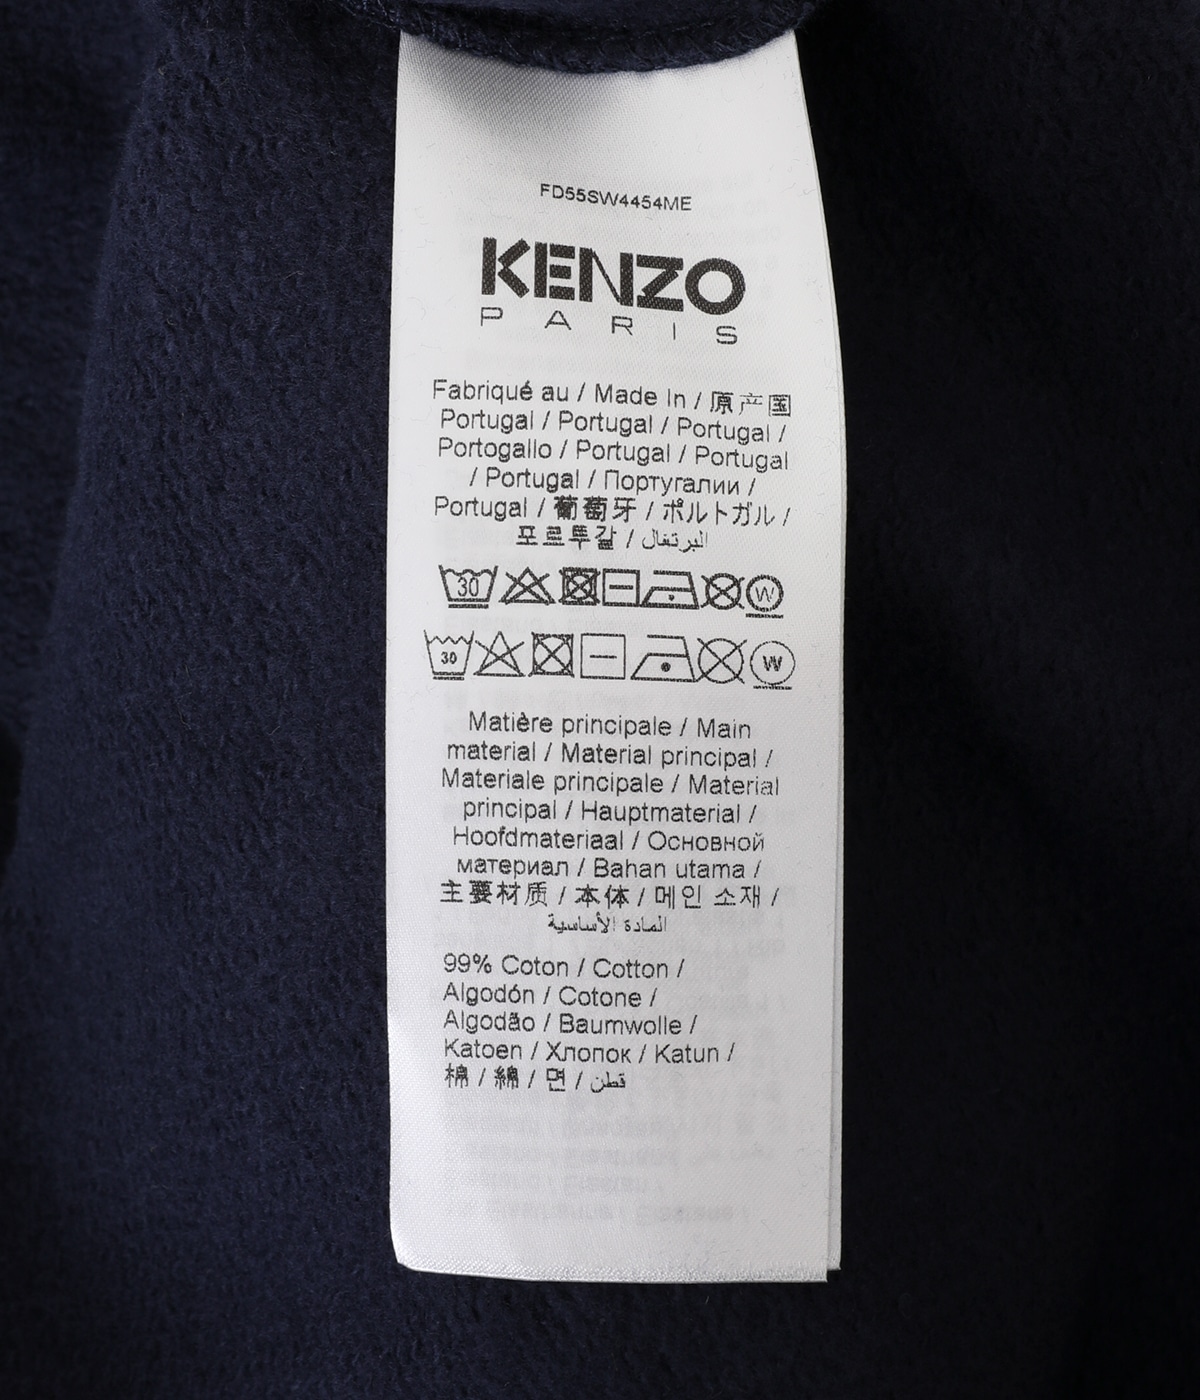 FD55SW4454ME
KENZO
PARIS
Fabriqué au / Made In / 原产国
Portugal / Portugal / Portugal /
Portogallo / Portugal / Portugal
/ Portugal / Португалии /
Portugal / 葡萄牙 / ポルトガル /
포르투갈 / البرتغال
30 W
30 W
Matière principale / Main
material / Material principal /
Materiale principale / Material
principal / Hauptmaterial /
Hoofdmateriaal / Основной
материал / Bahan utama /
主要材质 / 本体 / 메인 소재 /
المادة الأساسية
99% Coton / Cotton /
Algodón / Cotone /
Algodão / Baumwolle /
Katoen / Хлопок / Katun /
棉 / 綿 / 면 / قطن